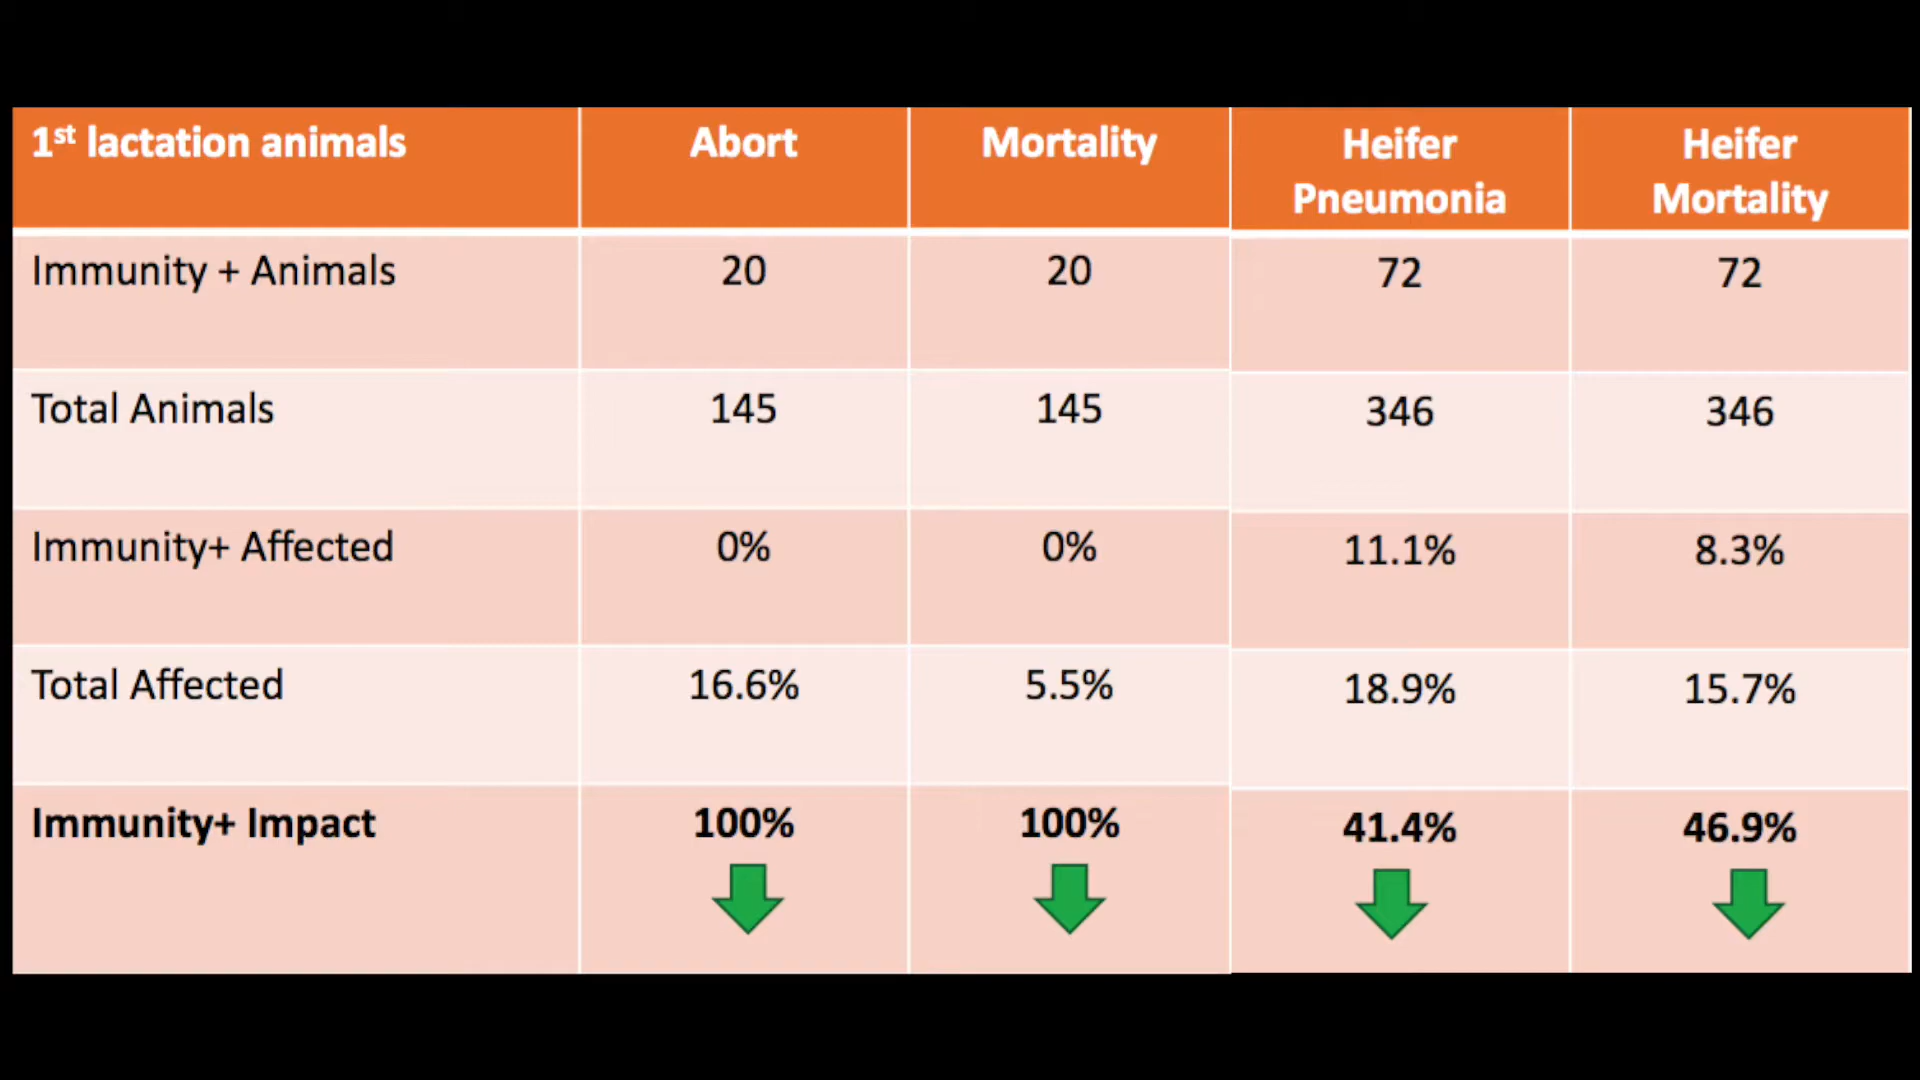 1st lactation animals Abort Mortality Heifer Pneumonia Heifer Mortality
Immunity + Animals 20 20 72 72
Total Animals 145 145 346 346
Immunity+ Affected 0% 0% 11.1% 8.3%
Total Affected 16.6% 5.5% 18.9% 15.7%
Immunity+ Impact 100% 100% 41.4% 46.9%